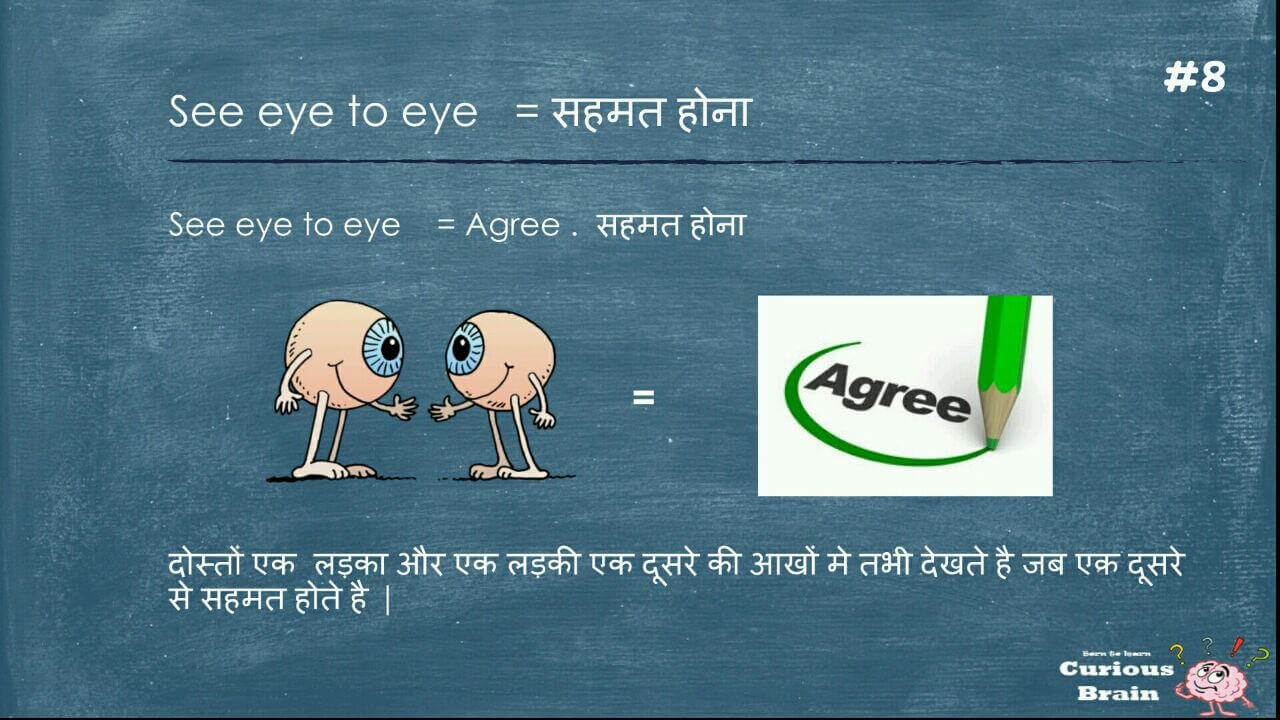 #8
See eye to eye = सहमत होना
See eye to eye = Agree . सहमत होना
=
Agree
दोस्तों एक लड़का और एक लड़की एक दूसरे की आखों मे तभी देखते है जब एक दूसरे
से सहमत होते है |
Born to learn
Curious
Brain